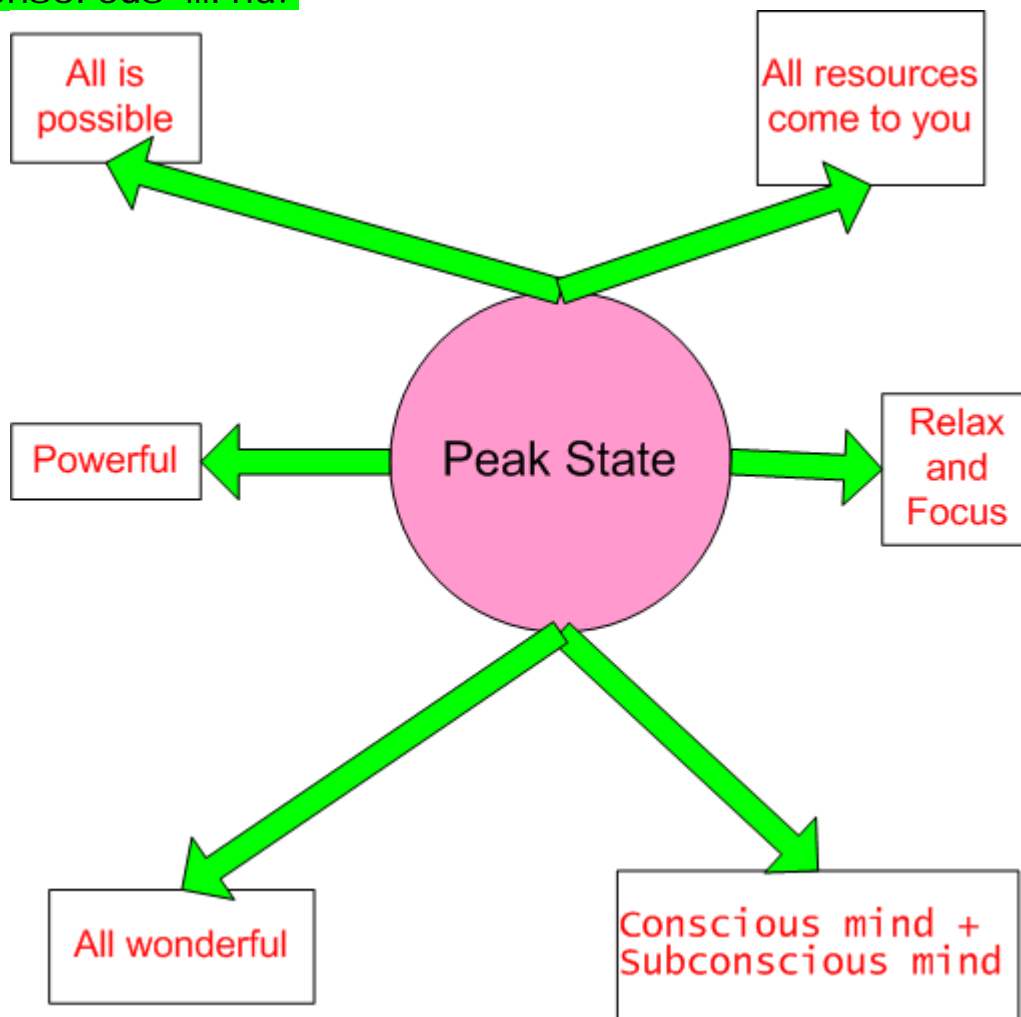 All is
possible
All resources
come to you
Powerful
Peak State
Relax
and
Focus
All wonderful
Conscious mind +
Subconscious mind